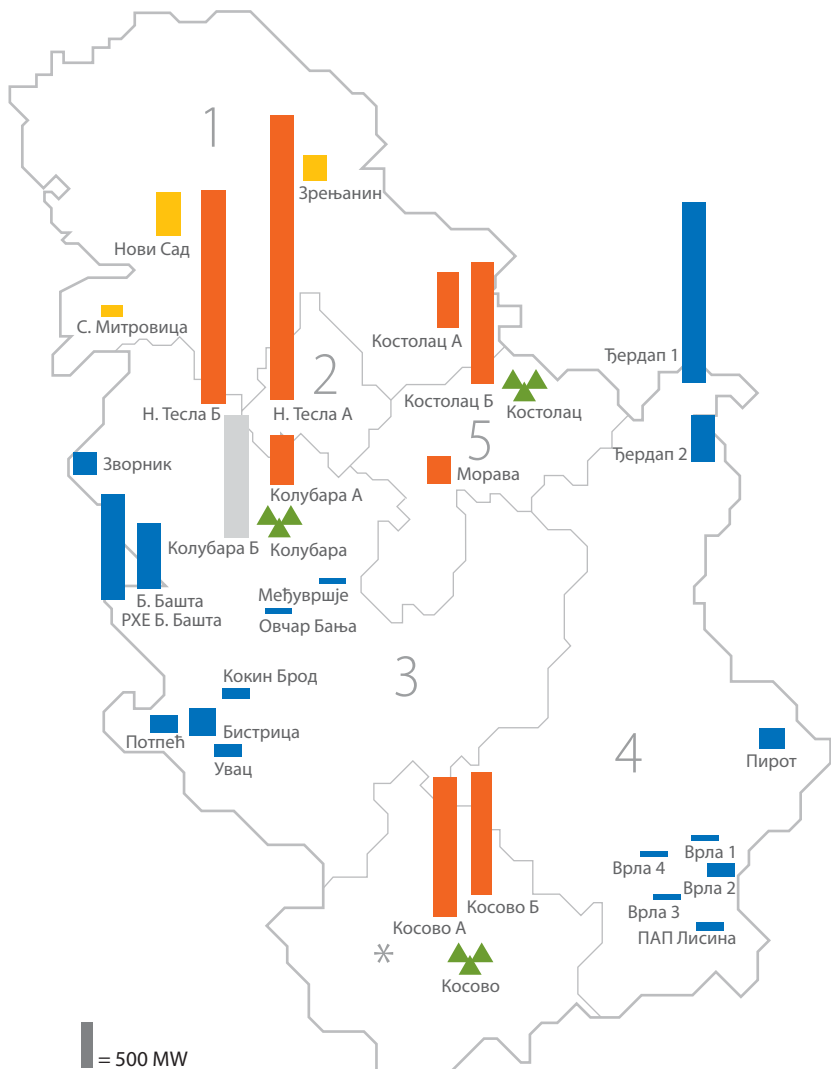 1
Зрењанин
Нови Сад
С. Митровица
Костолац А
Ђердап 1
2
Костолац Б
Костолац
Н. Тесла Б
Н. Тесла А
5
Ђердап 2
Зворник
Морава
Колубара А
Колубара Б
Колубара
Међувршје
Б. Башта
РХЕ Б. Башта
Овчар Бања
3
Кокин Брод
Потпећ
Бистрица
Увац
4
Пирот
Врла 1
Врла 4
Врла 2
Косово Б
Врла 3
Косово А
ПАП Лисина
*
Косово
= 500 MW